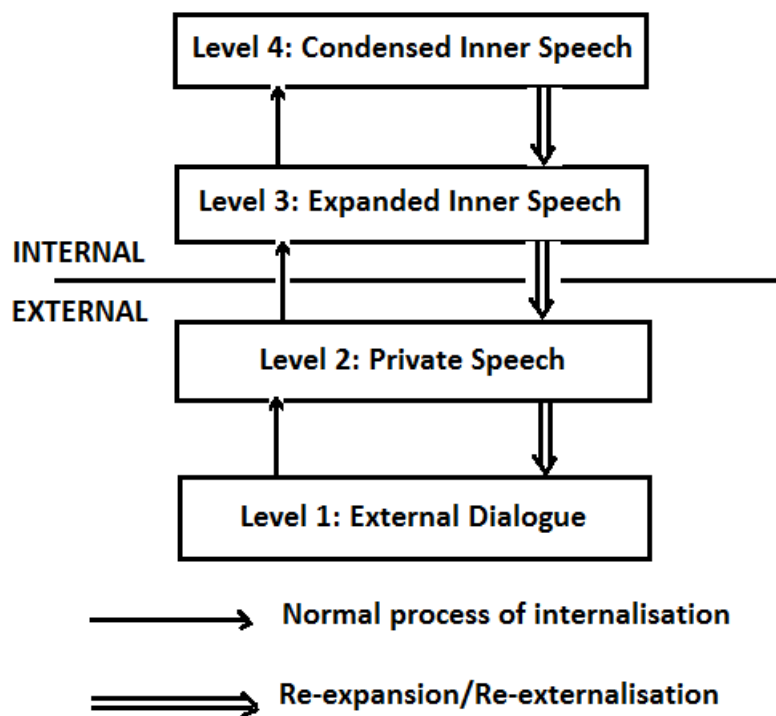 Level 4: Condensed Inner Speech
Level 3: Expanded Inner Speech
INTERNAL
EXTERNAL
Level 2: Private Speech
Level 1: External Dialogue
Normal process of internalisation
Re-expansion/Re-externalisation